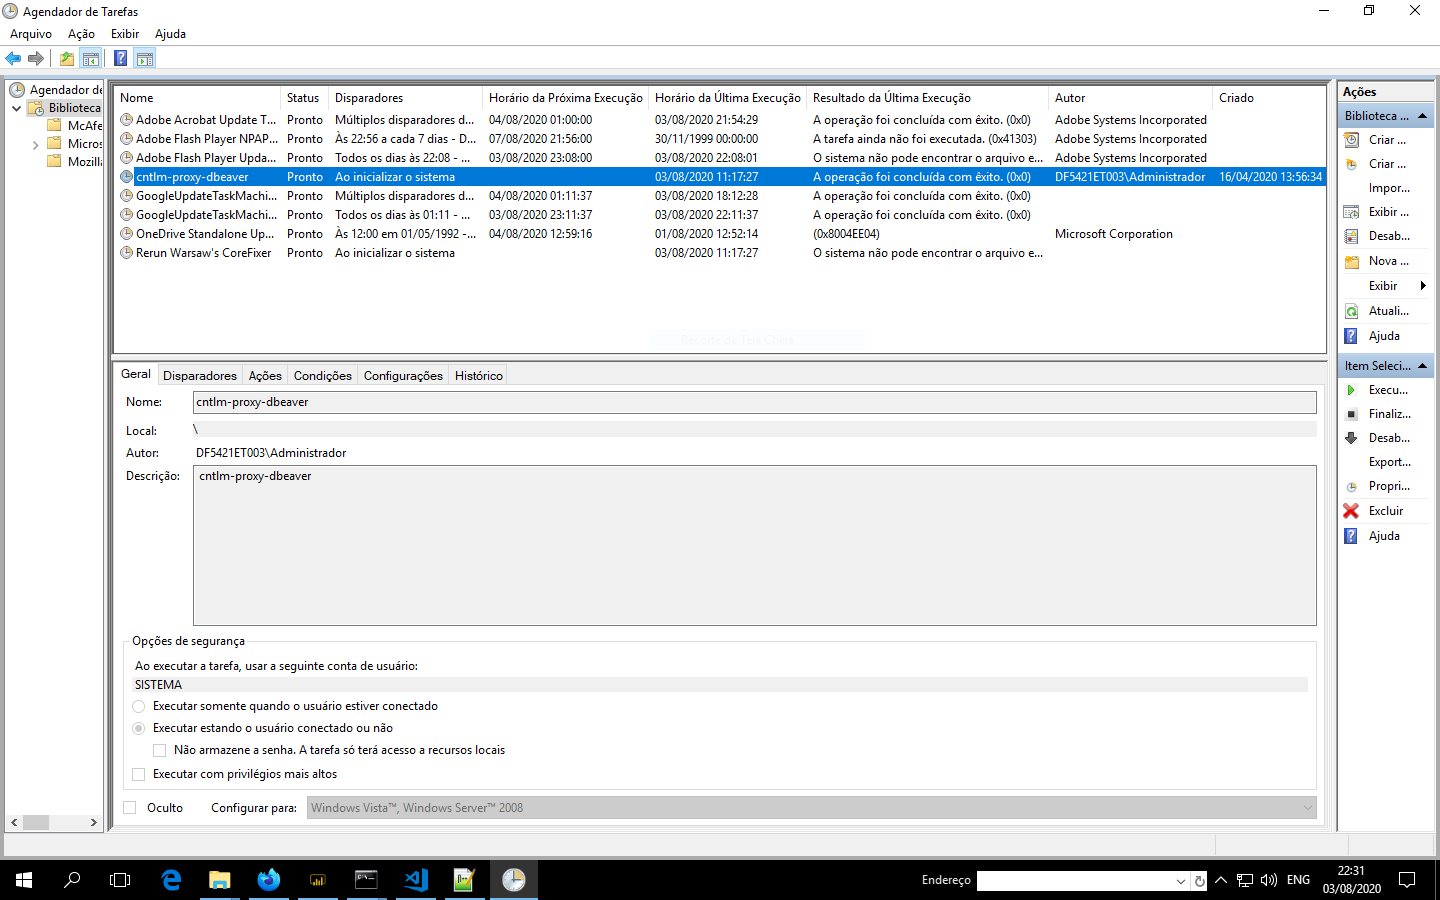 Agendador de Tarefas
Arquivo Ação Exibir Ajuda
Agendador de
Biblioteca
McAfe
Micros
Mozilla
Nome Status Disparadores Horário da Próxima Execução Horário da Última Execução Resultado da Última Execução Autor Criado
Adobe Acrobat Update T... Pronto Múltiplos disparadores d... 04/08/2020 01:00:00 03/08/2020 21:54:29 A operação foi concluída com êxito. (0x0) Adobe Systems Incorporated
Adobe Flash Player NPAP... Pronto Às 22:56 a cada 7 dias - D... 07/08/2020 21:56:00 30/11/1999 00:00:00 A tarefa ainda não foi executada. (0x41303) Adobe Systems Incorporated
Adobe Flash Player Upda... Pronto Todos os dias às 22:08 - ... 03/08/2020 23:08:00 03/08/2020 22:08:01 O sistema não pode encontrar o arquivo e... Adobe Systems Incorporated
cntlm-proxy-dbeaver Pronto Ao inicializar o sistema 03/08/2020 11:17:27 A operação foi concluída com êxito. (0x0) DF5421ET003\Administrador 16/04/2020 13:56:34
GoogleUpdateTaskMachi... Pronto Múltiplos disparadores d... 04/08/2020 01:11:37 03/08/2020 18:12:28 A operação foi concluída com êxito. (0x0)
GoogleUpdateTaskMachi... Pronto Todos os dias às 01:11 - ... 03/08/2020 23:11:37 03/08/2020 22:11:37 A operação foi concluída com êxito. (0x0)
OneDrive Standalone Up... Pronto Às 12:00 em 01/05/1992 -... 04/08/2020 12:59:16 01/08/2020 12:52:14 (0x8004EE04) Microsoft Corporation
Rerun Warsaw's CoreFixer Pronto Ao inicializar o sistema 03/08/2020 11:17:27 O sistema não pode encontrar o arquivo e...
Geral Disparadores Ações Condições Configurações Histórico
Nome: cntlm-proxy-dbeaver
Local: \
Autor: DF5421ET003\Administrador
Descrição: cntlm-proxy-dbeaver
Opções de segurança
Ao executar a tarefa, usar a seguinte conta de usuário:
SISTEMA
Executar somente quando o usuário estiver conectado
Executar estando o usuário conectado ou não
Não armazene a senha. A tarefa só terá acesso a recursos locais
Executar com privilégios mais altos
Oculto Configurar para: Windows Vista™, Windows Server™ 2008
Ações
Biblioteca ...
Criar ...
Criar ...
Impor...
Exibir ...
Desab...
Nova ...
Exibir
Atuali...
Ajuda
Item Seleci...
Execu...
Finaliz...
Desab...
Export...
Propri...
Excluir
Ajuda
Endereço
ENG
22:31
03/08/2020